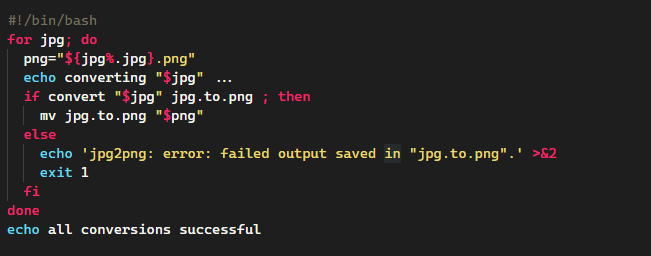 #!/bin/bash
for jpg; do
  png="${jpg%.jpg}.png"
  echo converting "$jpg" ...
  if convert "$jpg" jpg.to.png ; then
    mv jpg.to.png "$png"
  else
    echo 'jpg2png: error: failed output saved in "jpg.to.png".' >&2
    exit 1
  fi
done
echo all conversions successful